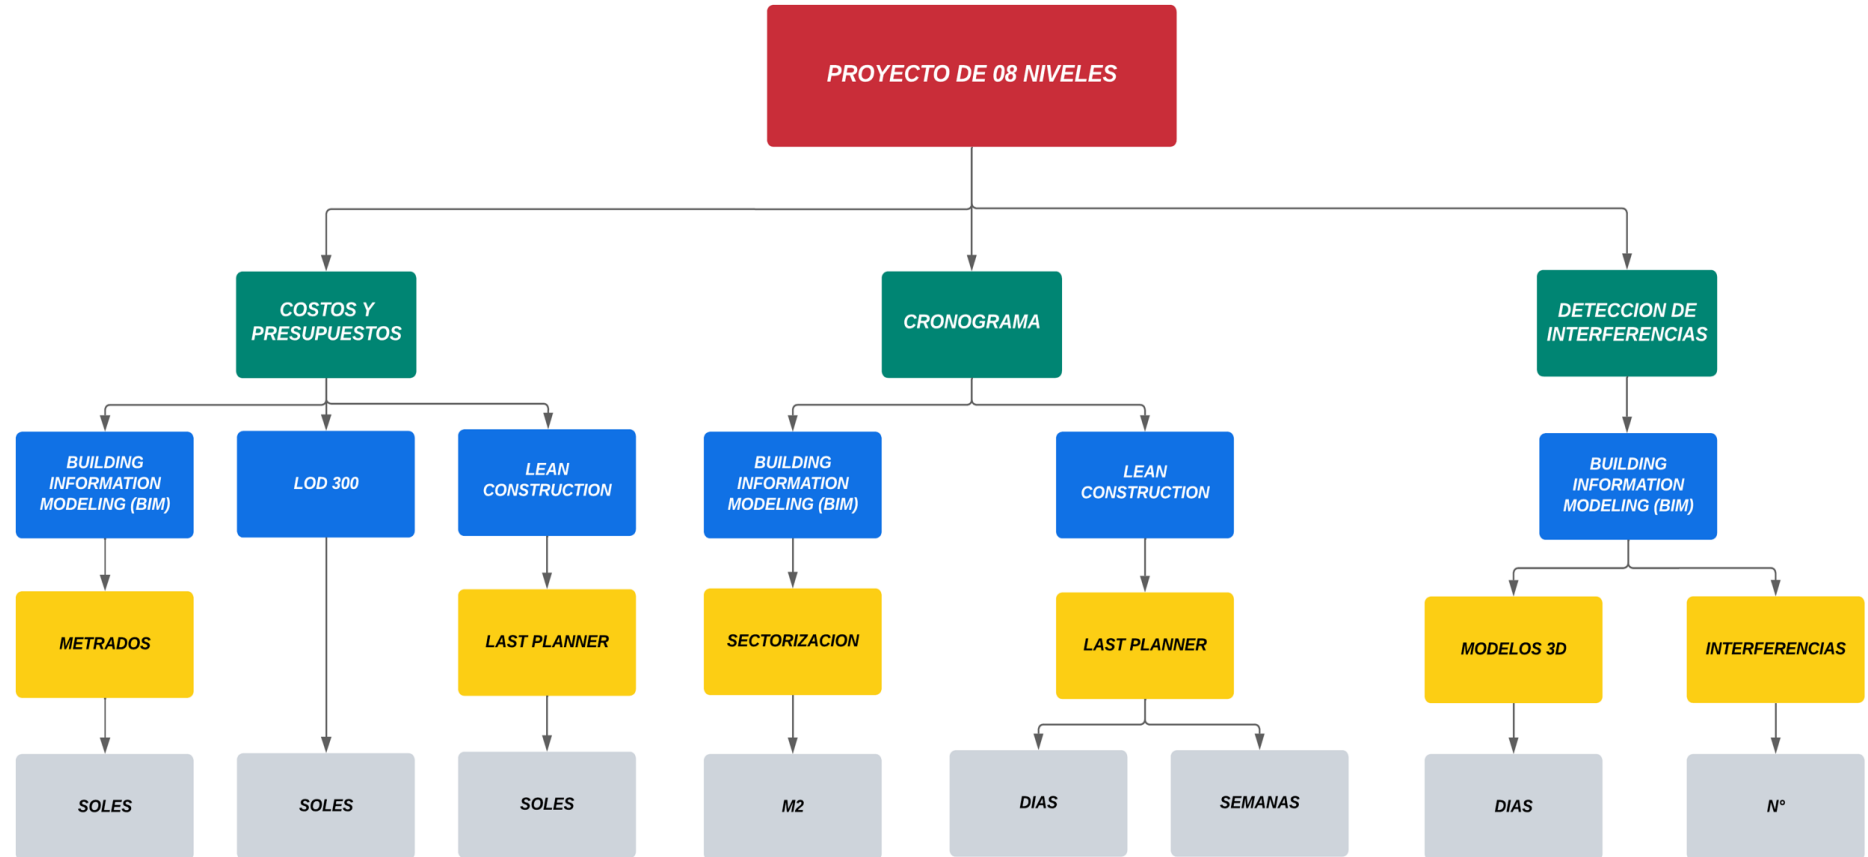 PROYECTO DE 08 NIVELES
COSTOS Y
PRESUPUESTOS
CRONOGRAMA
DETECCION DE
INTERFERENCIAS
BUILDING
INFORMATION
MODELING (BIM)
LOD 300
LEAN
CONSTRUCTION
BUILDING
INFORMATION
MODELING (BIM)
LEAN
CONSTRUCTION
BUILDING
INFORMATION
MODELING (BIM)
METRADOS
LAST PLANNER
SECTORIZACION
LAST PLANNER
MODELOS 3D
INTERFERENCIAS
SOLES
SOLES
SOLES
M2
DIAS
SEMANAS
DIAS
N°